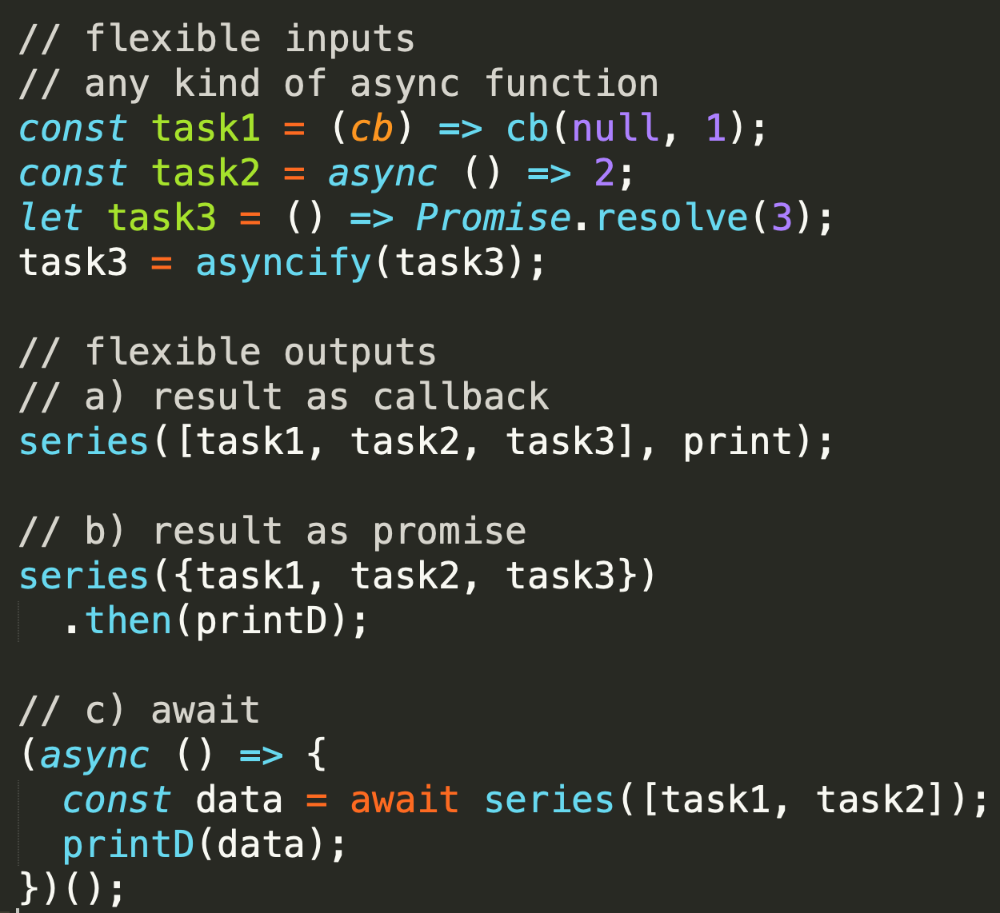 // flexible inputs
// any kind of async function
const task1 = (cb) => cb(null, 1);
const task2 = async () => 2;
let task3 = () => Promise.resolve(3);
task3 = asyncify(task3);

// flexible outputs
// a) result as callback
series([task1, task2, task3], print);

// b) result as promise
series({task1, task2, task3})
  .then(printD);

// c) await
(async () => {
  const data = await series([task1, task2]);
  printD(data);
})();